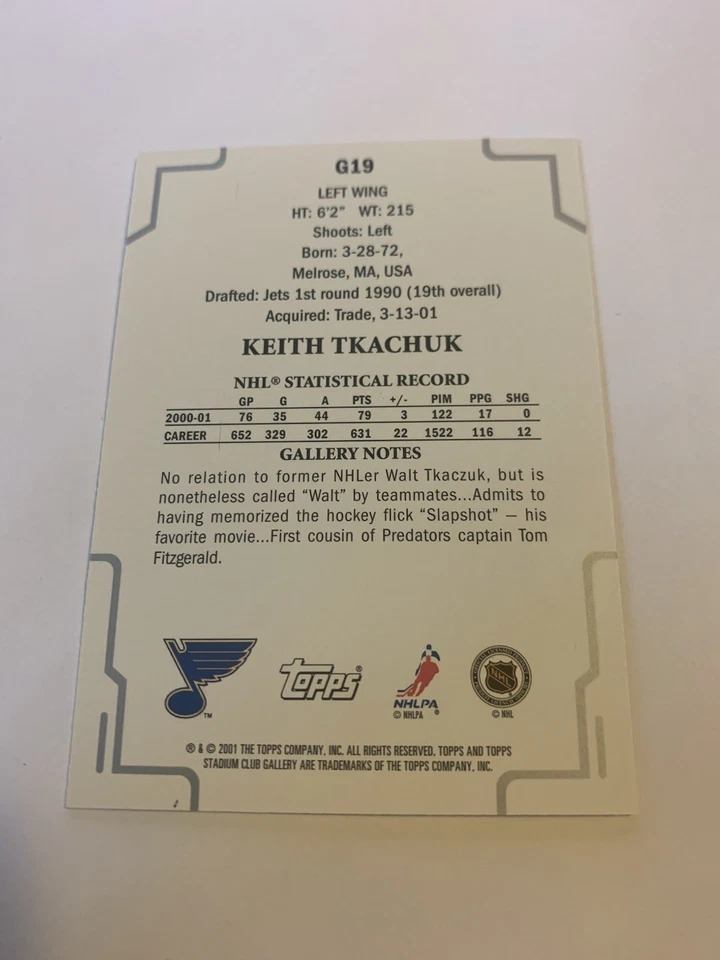 G19
LEFT WING
HT: 6'2" WT: 215
Shoots: Left
Born: 3-28-72,
Melrose, MA, USA
Drafted: Jets 1st round 1990 (19th overall)
Acquired: Trade, 3-13-01
KEITH TKACHUK
NHL® STATISTICAL RECORD
GP G A PTS +/- PIM PPG SHG
2000-01 76 35 44 79 3 122 17 0
CAREER 652 329 302 631 22 1522 116 12
GALLERY NOTES
No relation to former NHLer Walt Tkaczuk, but is
nonetheless called “Walt” by teammates...Admits to
having memorized the hockey flick “Slapshot” — his
favorite movie...First cousin of Predators captain Tom
Fitzgerald.
TM
Topps®
NHLPA
© NHLPA
NHL
© NHL
® & © 2001 THE TOPPS COMPANY, INC. ALL RIGHTS RESERVED. TOPPS AND TOPPS
STADIUM CLUB GALLERY ARE TRADEMARKS OF THE TOPPS COMPANY, INC.